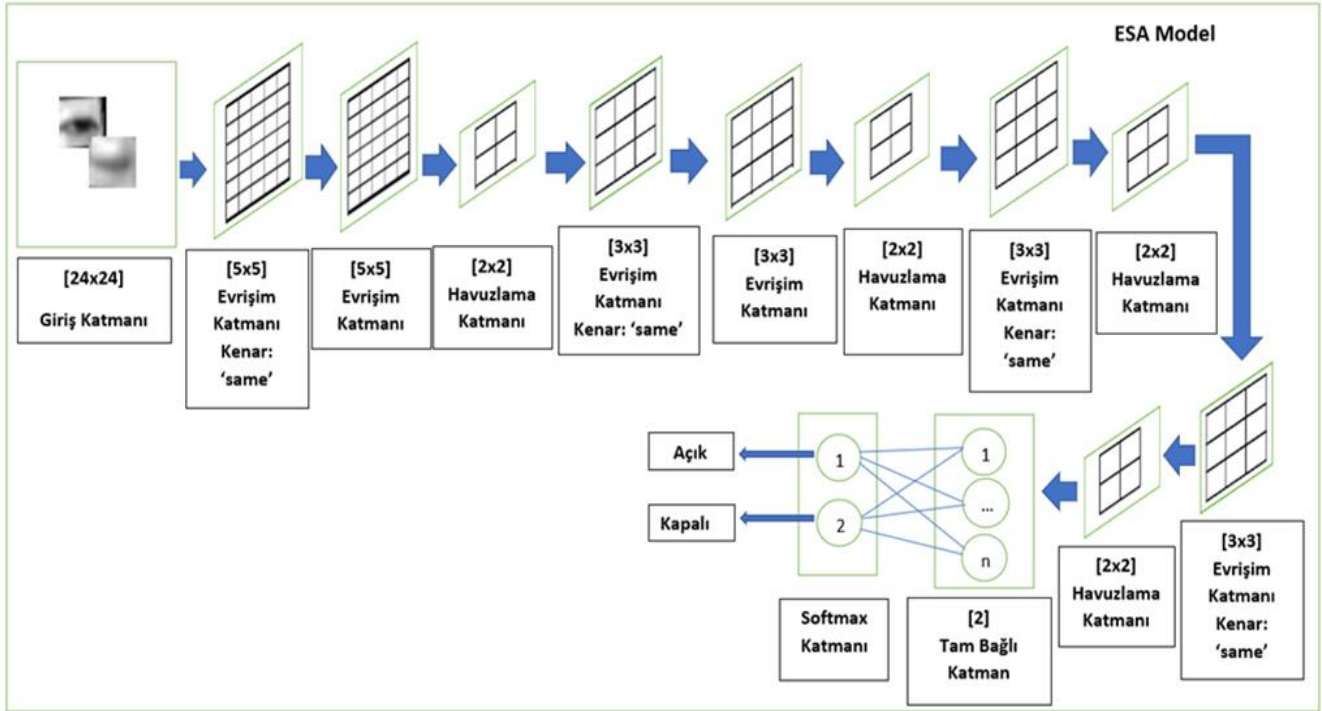 ESA Model
[24x24]
Giriş Katmanı
[5x5]
Evrişim
Katmanı
Kenar:
‘same’
[5x5]
Evrişim
Katmanı
[2x2]
Havuzlama
Katmanı
[3x3]
Evrişim
Katmanı
Kenar: ‘same’
[3x3]
Evrişim
Katmanı
[2x2]
Havuzlama
Katmanı
[3x3]
Evrişim
Katmanı
Kenar:
‘same’
[2x2]
Havuzlama
Katmanı
[3x3]
Evrişim
Katmanı
Kenar:
‘same’
[2x2]
Havuzlama
Katmanı
1
...
n
[2]
Tam Bağlı
Katman
1
2
Softmax
Katmanı
Açık
Kapalı